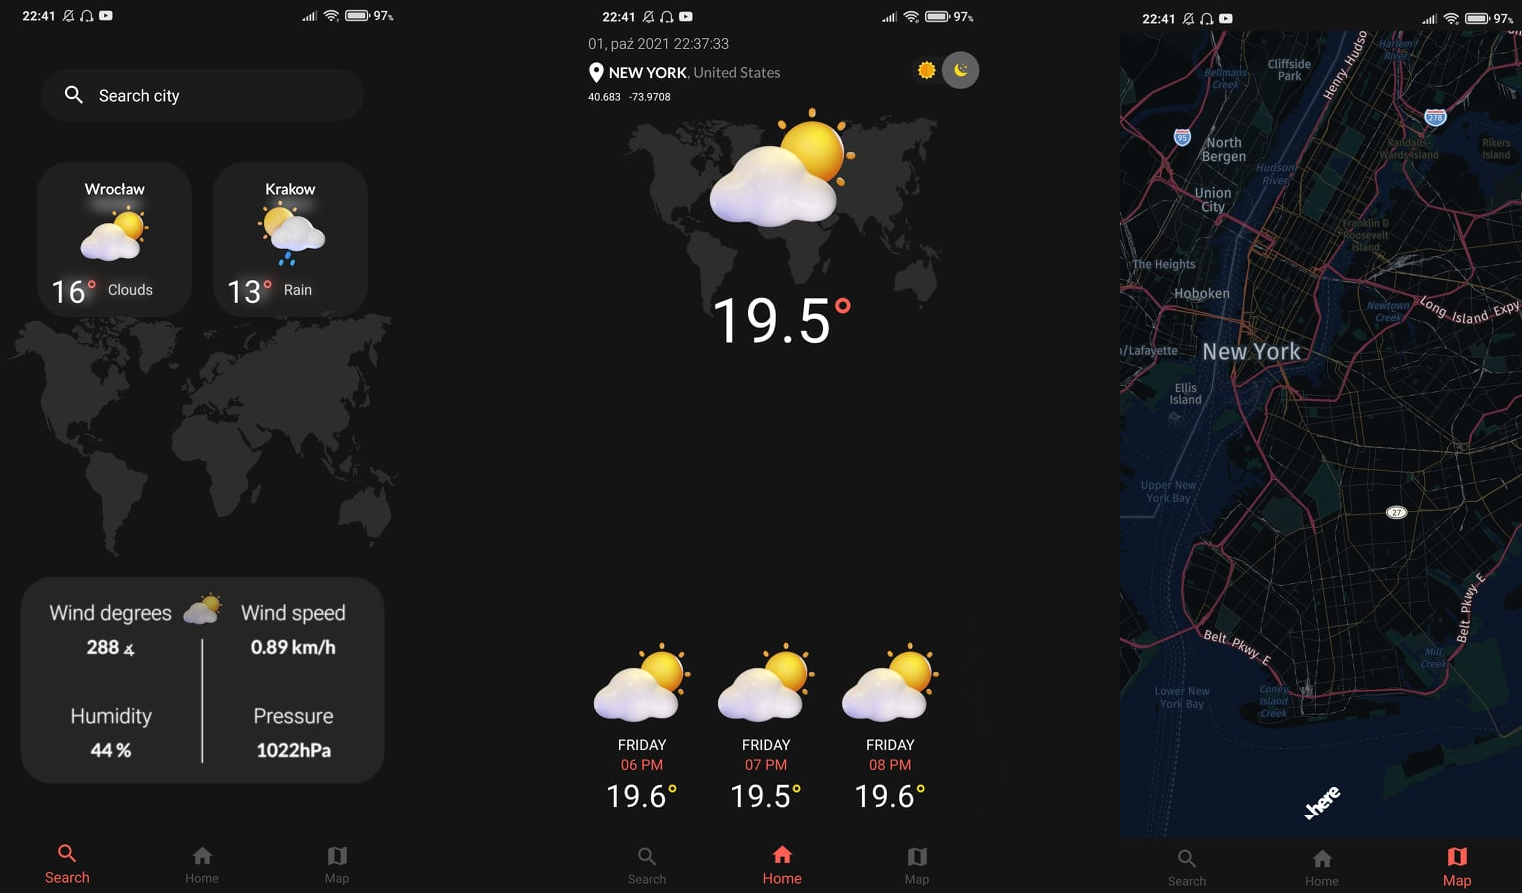 22:41
97%
Search city
Wrocław
16° Clouds
Krakow
13° Rain
Wind degrees
288
Wind speed
0.89 km/h
Humidity
44 %
Pressure
1022hPa
Search
Home
Map
22:41
97%
01, paź 2021 22:37:33
NEW YORK, United States
40.683 -73.9708
19.5°
FRIDAY
06 PM
19.6°
FRIDAY
07 PM
19.5°
FRIDAY
08 PM
19.6°
Search
Home
Map
22:41
97%
Cliffside
Park
Henry Hudso
Harlem
River
Bellmans
Creek
95
278
North
Bergen
Randalls-
Wards Island
Rikers
Island
Hudson
River
Union
City
Franklin D
Roosevelt
Island
The Heights
Hoboken
Newtown
Creek
Long Island Expy
/Lafayette
New York
Ellis
Island
Upper New
York Bay
27
Belt Pkwy E
Belt Pkwy E
Mill
Creek
Lower New
York Bay
Coney
Island
Creek
here
Search
Home
Map